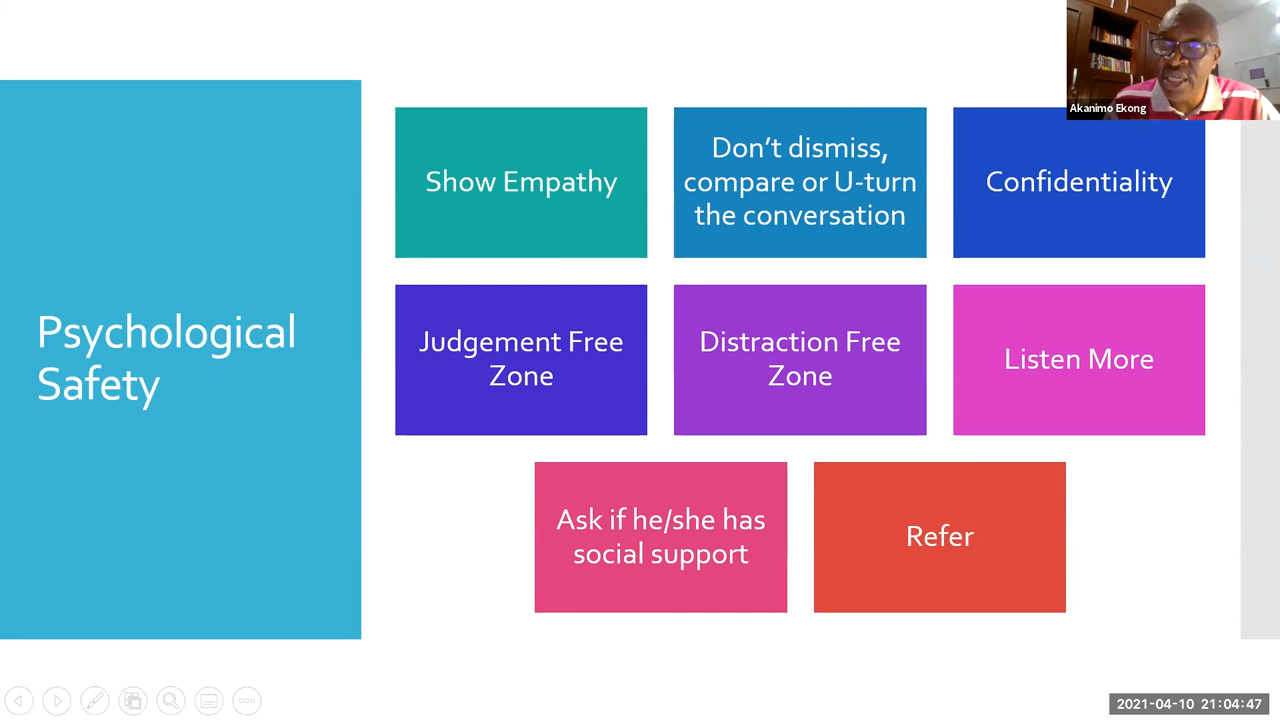 Akanimo Ekong
Psychological
Safety
Show Empathy
Don’t dismiss,
compare or U-turn
the conversation
Confidentiality
Judgement Free
Zone
Distraction Free
Zone
Listen More
Ask if he/she has
social support
Refer
2021-04-10 21:04:47